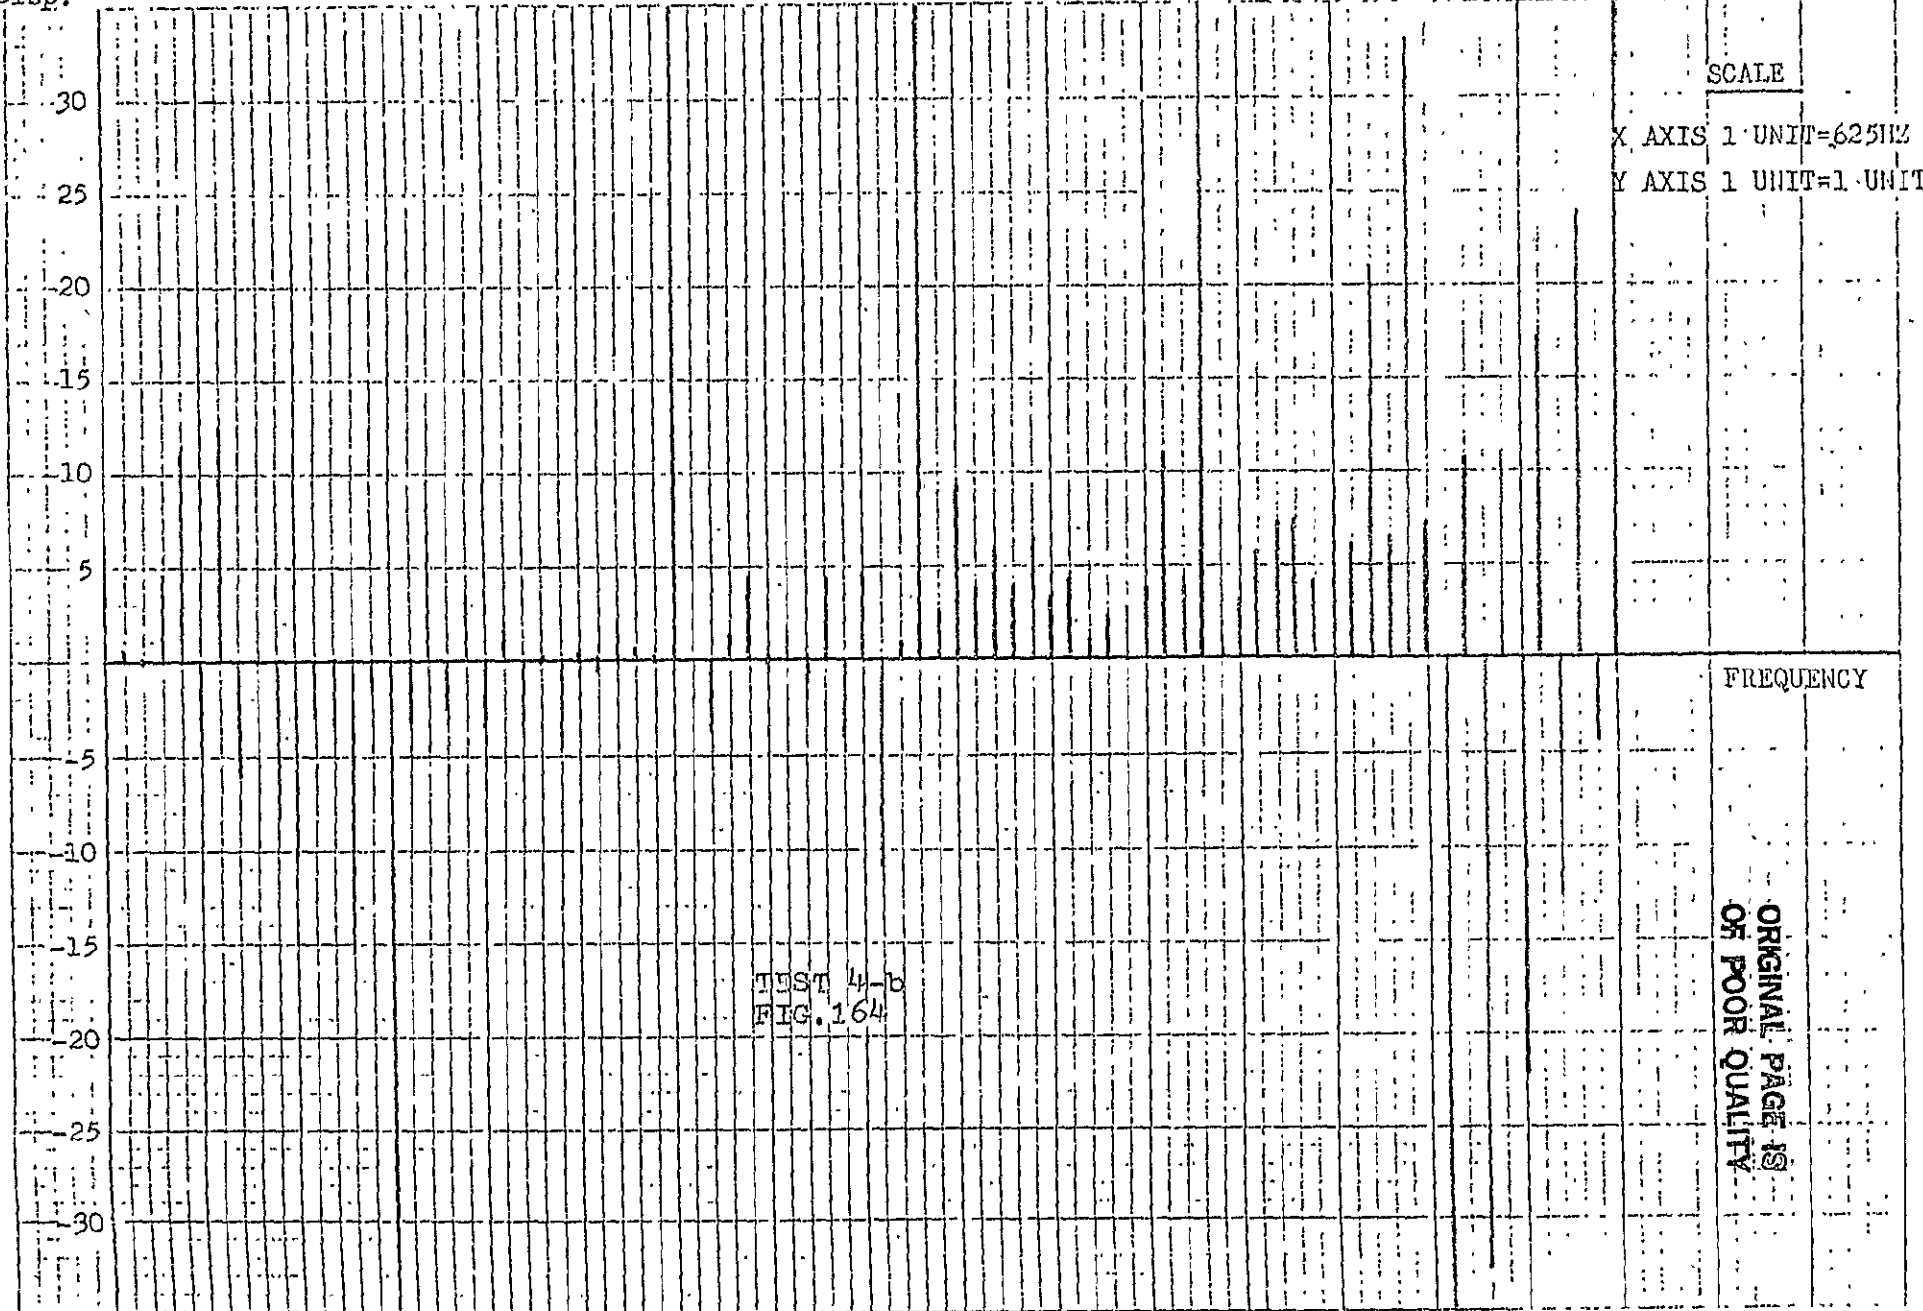 Disp.
30
25
20
15
10
5
-5
-10
-15
-20
-25
-30
SCALE
X AXIS 1 UNIT=625HZ
Y AXIS 1 UNIT=1 UNIT
FREQUENCY
TEST 4-b
FIG.164
ORIGINAL PAGE IS
OF POOR QUALITY